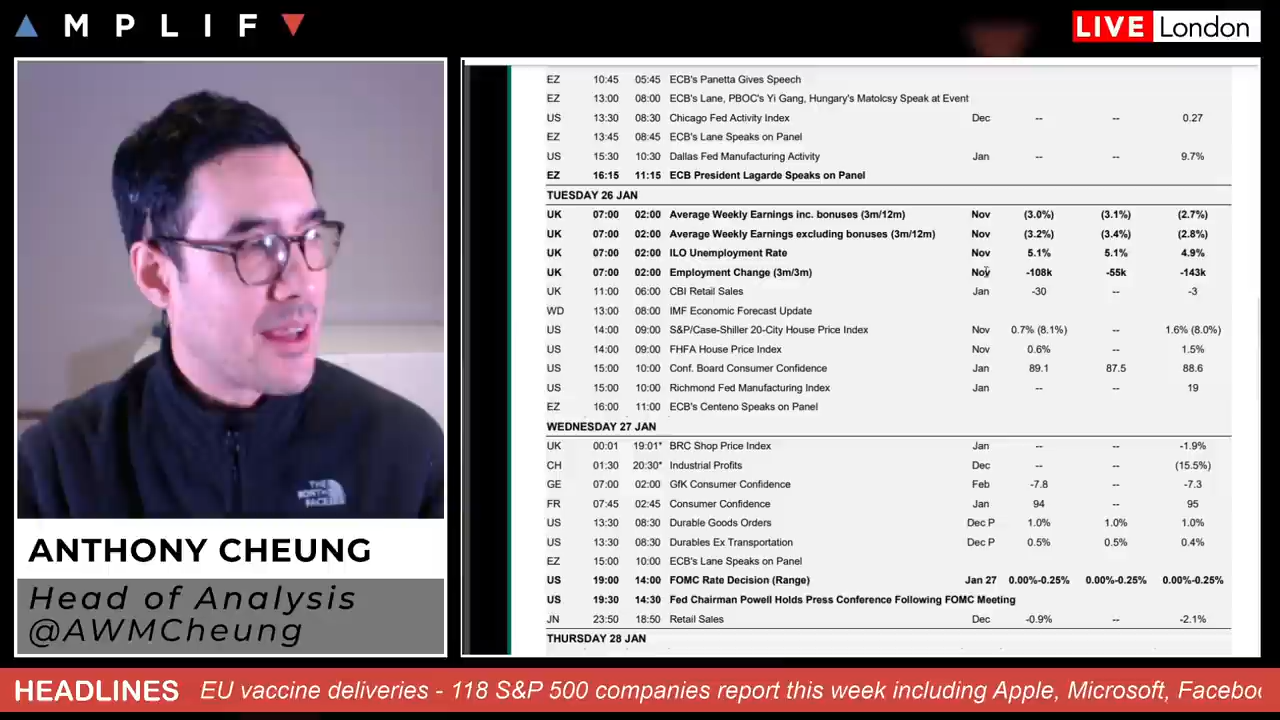 AMPLIFY
LIVE London
EZ 10:45 05:45 ECB's Panetta Gives Speech
EZ 13:00 08:00 ECB's Lane, PBOC's Yi Gang, Hungary's Matolcsy Speak at Event
US 13:30 08:30 Chicago Fed Activity Index Dec -- -- 0.27
EZ 13:45 08:45 ECB's Lane Speaks on Panel
US 15:30 10:30 Dallas Fed Manufacturing Activity Jan -- -- 9.7%
EZ 16:15 11:15 ECB President Lagarde Speaks on Panel
TUESDAY 26 JAN
UK 07:00 02:00 Average Weekly Earnings inc. bonuses (3m/12m) Nov (3.0%) (3.1%) (2.7%)
UK 07:00 02:00 Average Weekly Earnings excluding bonuses (3m/12m) Nov (3.2%) (3.4%) (2.8%)
UK 07:00 02:00 ILO Unemployment Rate Nov 5.1% 5.1% 4.9%
UK 07:00 02:00 Employment Change (3m/3m) Nov -108k -55k -143k
UK 11:00 06:00 CBI Retail Sales Jan -30 -- -3
WD 13:00 08:00 IMF Economic Forecast Update
US 14:00 09:00 S&P/Case-Shiller 20-City House Price Index Nov 0.7% (8.1%) -- 1.6% (8.0%)
US 14:00 09:00 FHFA House Price Index Nov 0.6% -- 1.5%
US 15:00 10:00 Conf. Board Consumer Confidence Jan 89.1 87.5 88.6
US 15:00 10:00 Richmond Fed Manufacturing Index Jan -- -- 19
EZ 16:00 11:00 ECB's Centeno Speaks on Panel
WEDNESDAY 27 JAN
UK 00:01 19:01* BRC Shop Price Index Jan -- -- -1.9%
CH 01:30 20:30* Industrial Profits Dec -- -- (15.5%)
GE 07:00 02:00 GfK Consumer Confidence Feb -7.8 -- -7.3
FR 07:45 02:45 Consumer Confidence Jan 94 -- 95
US 13:30 08:30 Durable Goods Orders Dec P 1.0% 1.0% 1.0%
US 13:30 08:30 Durables Ex Transportation Dec P 0.5% 0.5% 0.4%
EZ 15:00 10:00 ECB's Lane Speaks on Panel
US 19:00 14:00 FOMC Rate Decision (Range) Jan 27 0.00%-0.25% 0.00%-0.25% 0.00%-0.25%
US 19:30 14:30 Fed Chairman Powell Holds Press Conference Following FOMC Meeting
JN 23:50 18:50 Retail Sales Dec -0.9% -- -2.1%
THURSDAY 28 JAN
THE NORTH FACE
ANTHONY CHEUNG
Head of Analysis
@AWMCheung
HEADLINES EU vaccine deliveries - 118 S&P 500 companies report this week including Apple, Microsoft, Facebo